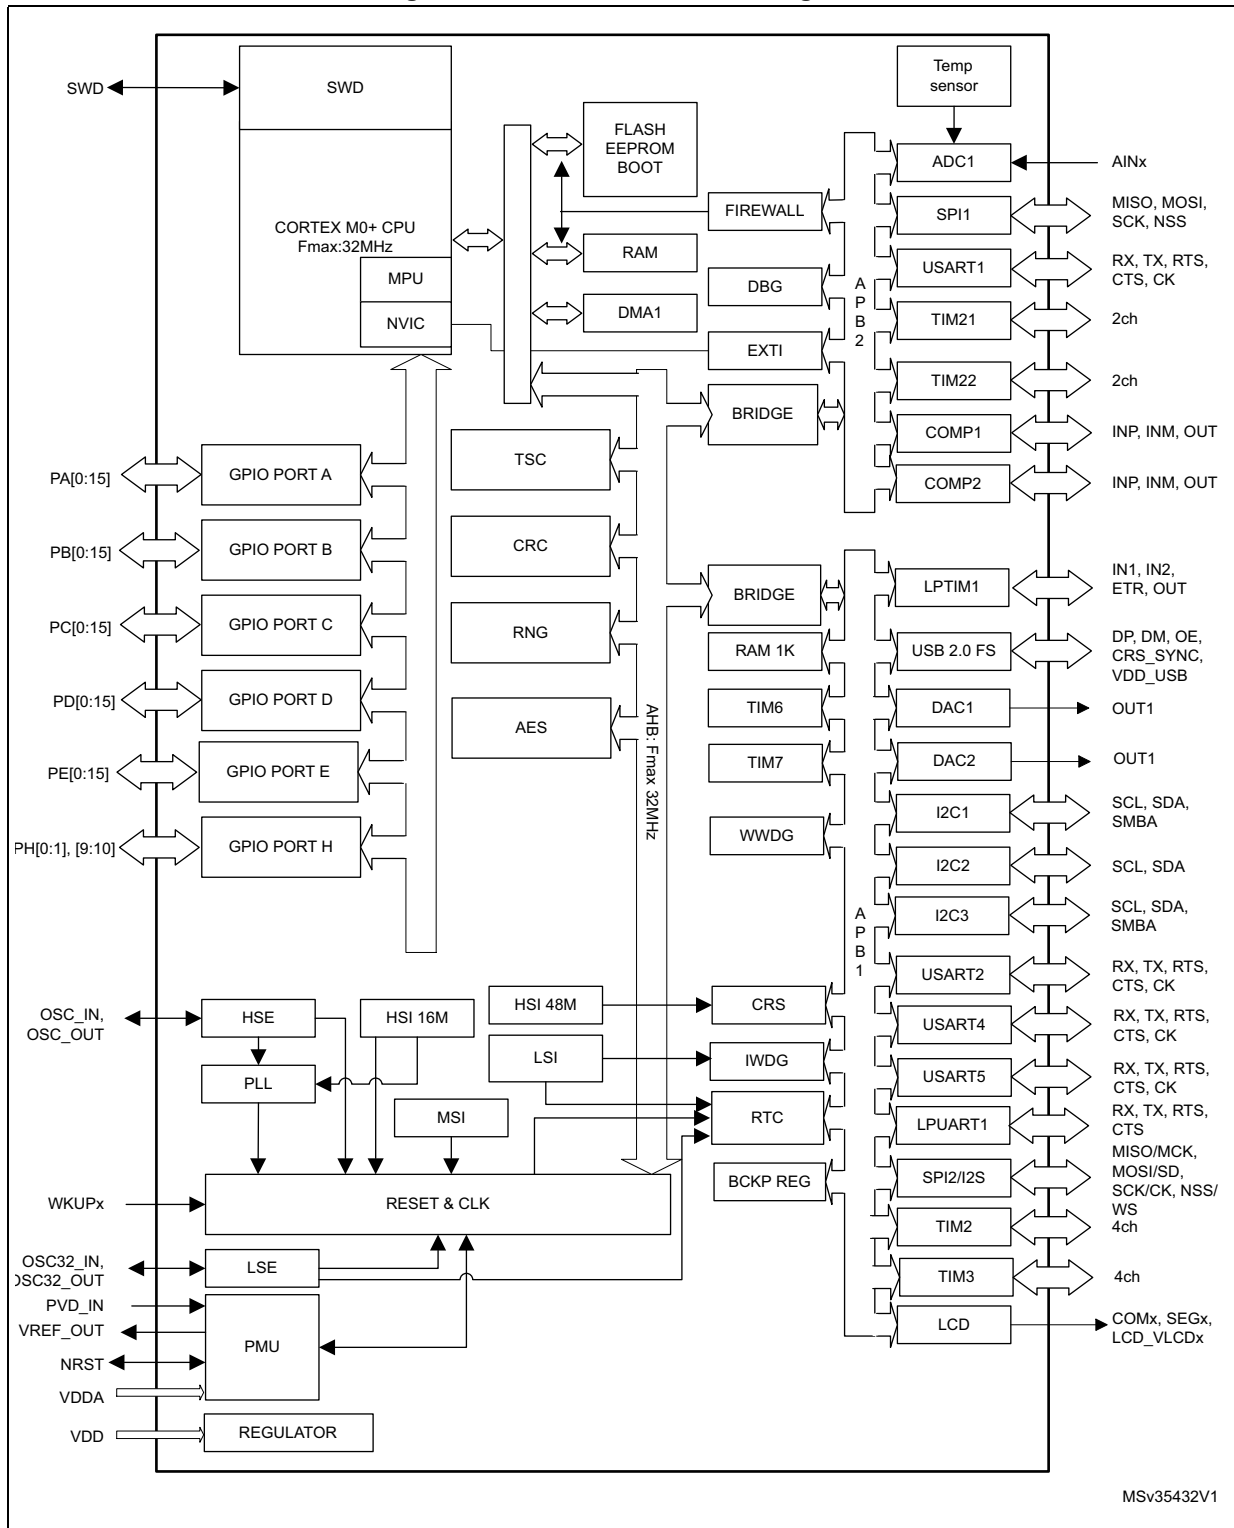 SWD
SWD
CORTEX M0+ CPU
Fmax:32MHz
MPU
NVIC
FLASH
EEPROM
BOOT
RAM
DMA1
FIREWALL
DBG
EXTI
BRIDGE
A
P
B
2
Temp
sensor
ADC1
AINx
SPI1
MISO, MOSI,
SCK, NSS
USART1
RX, TX, RTS,
CTS, CK
TIM21
2ch
TIM22
2ch
COMP1
INP, INM, OUT
COMP2
INP, INM, OUT
PA[0:15]
GPIO PORT A
PB[0:15]
GPIO PORT B
PC[0:15]
GPIO PORT C
PD[0:15]
GPIO PORT D
PE[0:15]
GPIO PORT E
PH[0:1], [9:10]
GPIO PORT H
TSC
CRC
RNG
AES
AHB: Fmax 32MHz
BRIDGE
RAM 1K
TIM6
TIM7
WWDG
A
P
B
1
LPTIM1
IN1, IN2,
ETR, OUT
USB 2.0 FS
DP, DM, OE,
CRS_SYNC,
VDD_USB
DAC1
OUT1
DAC2
OUT1
I2C1
SCL, SDA,
SMBA
I2C2
SCL, SDA
I2C3
SCL, SDA,
SMBA
USART2
RX, TX, RTS,
CTS, CK
USART4
RX, TX, RTS,
CTS, CK
USART5
RX, TX, RTS,
CTS, CK
LPUART1
RX, TX, RTS,
CTS
SPI2/I2S
MISO/MCK,
MOSI/SD,
SCK/CK, NSS/
WS
TIM2
4ch
TIM3
4ch
LCD
COMx, SEGx,
LCD_VLCDx
OSC_IN,
OSC_OUT
HSE
HSI 16M
HSI 48M
CRS
LSI
IWDG
PLL
MSI
RTC
BCKP REG
WKUPx
RESET & CLK
OSC32_IN,
OSC32_OUT
LSE
PVD_IN
VREF_OUT
NRST
VDDA
PMU
VDD
REGULATOR
MSv35432V1